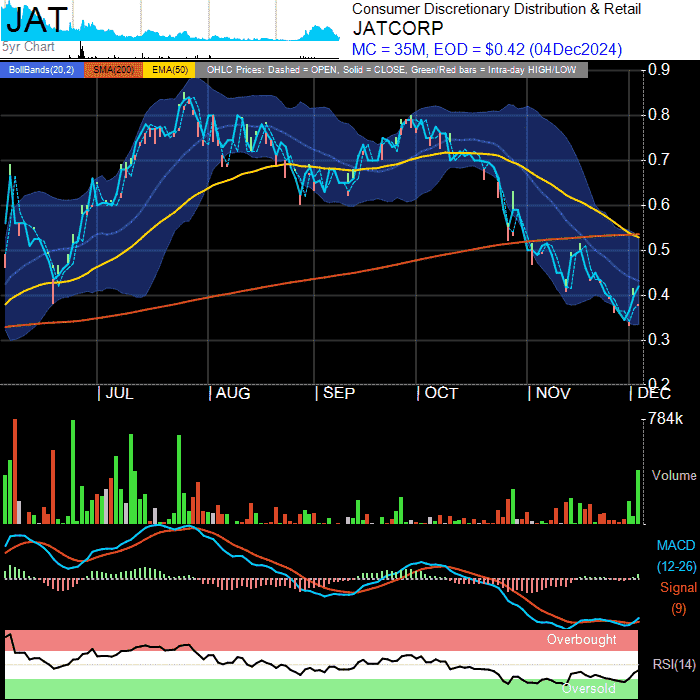 JAT
5yr Chart
Consumer Discretionary Distribution & Retail
JATCORP
MC = 35M, EOD = $0.42 (04Dec2024)
BollBands(20,2) SMA(200) EMA(50) OHLC Prices: Dashed = OPEN, Solid = CLOSE, Green/Red bars = Intra-day HIGH/LOW
0.9
0.8
0.7
0.6
0.5
0.4
0.3
0.2
JUL AUG SEP OCT NOV DEC
784k
Volume
MACD
(12-26)
Signal
(9)
Overbought
RSI(14)
Oversold